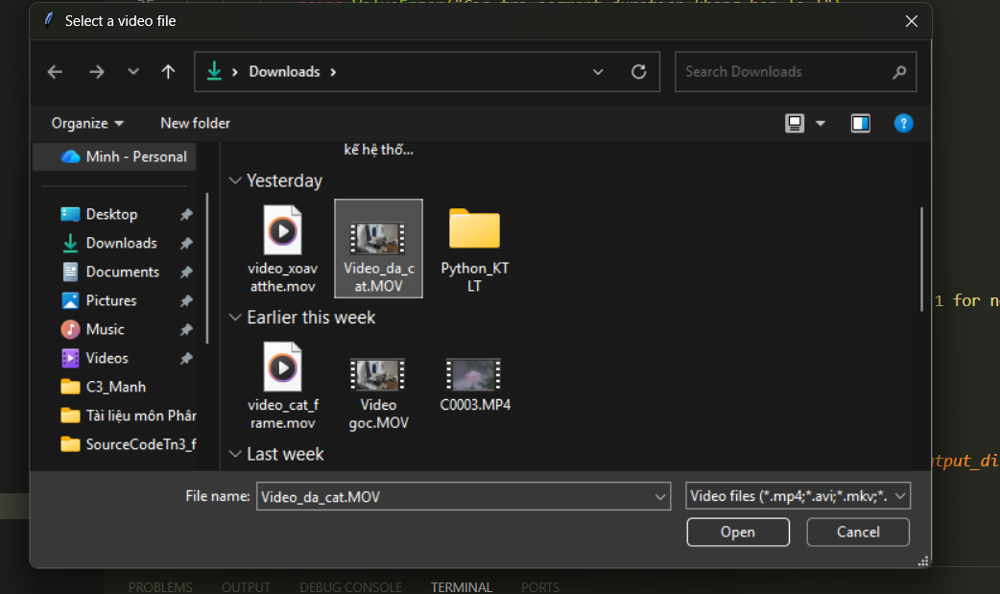 Select a video file
Downloads
Search Downloads
Organize
New folder
Minh - Personal
Desktop
Downloads
Documents
Pictures
Music
Videos
C3_Manh
Tài liệu môn Phân
SourceCodeTn3_f
kế hệ thố...
Yesterday
video_xoav
atthe.mov
Video_da_c
at.MOV
Python_KT
LT
Earlier this week
video_cat_f
rame.mov
Video
goc.MOV
C0003.MP4
Last week
File name:
Video_da_cat.MOV
Video files (*.mp4;*.avi;*.mkv;*.
Open
Cancel
1 for
PROBLEMS
OUTPUT
DEBUG CONSOLE
TERMINAL
PORTS